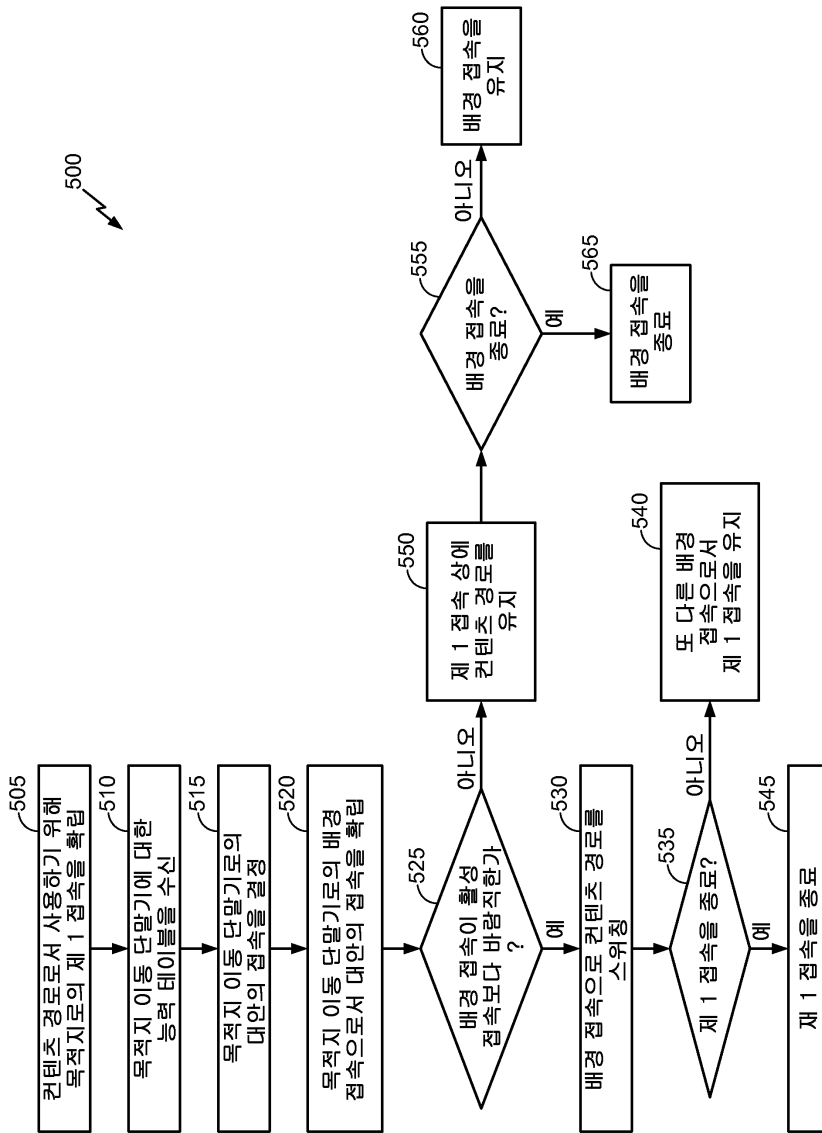 500
505
컨텐츠 경로로서 사용하기 위해
목적지로의 제 1 접속을 확립
510
목적지 이동 단말기에 대한
능력 테이블을 수신
515
목적지 이동 단말기로의
대안의 접속을 결정
520
목적지 이동 단말기로의 배경
접속으로서 대안의 접속을 확립
525
배경 접속이 활성
접속보다 바람직한가
?
아니오
예
550
제 1 접속 상에
컨텐츠 경로를
유지
555
배경 접속을
종료?
아니오
예
560
배경 접속을
유지
565
배경 접속을
종료
530
배경 접속으로 컨텐츠 경로를
스위칭
535
제 1 접속을 종료?
아니오
예
540
또 다른 배경
접속으로서
제 1 접속을 유지
545
재 1 접속을 종료